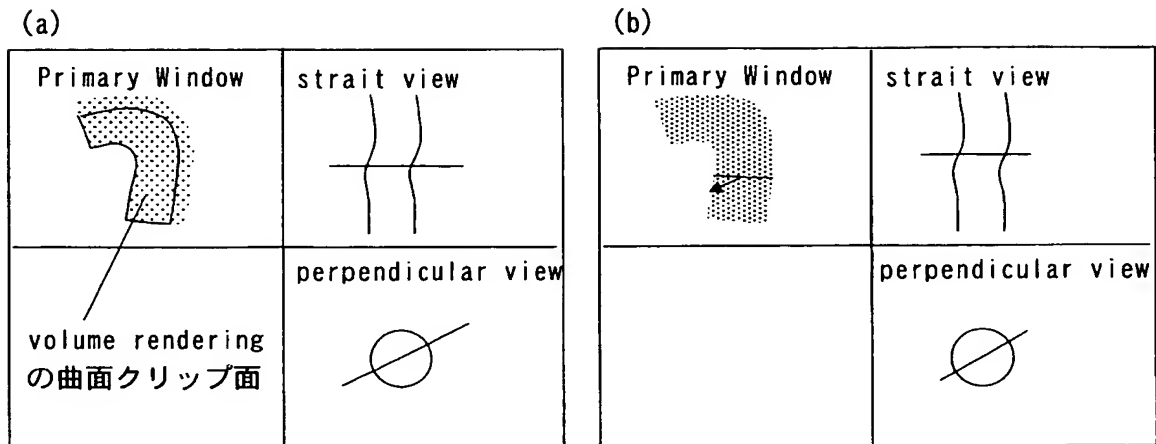 (a)
Primary Window
strait view
perpendicular view
volume rendering
の曲面クリップ面
(b)
Primary Window
strait view
perpendicular view